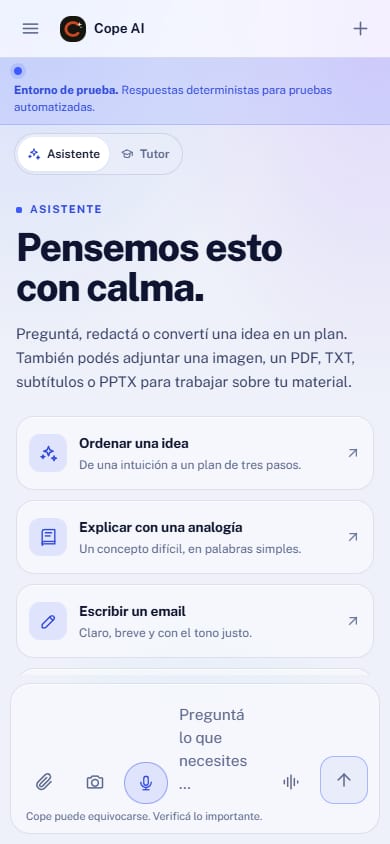 Cope AI
Entorno de prueba. Respuestas deterministas para pruebas
automatizadas.
Asistente
Tutor
ASISTENTE
Pensemos esto
con calma.
Preguntá, redactá o convertí una idea en un plan.
También podés adjuntar una imagen, un PDF, TXT,
subtítulos o PPTX para trabajar sobre tu material.
Ordenar una idea
De una intuición a un plan de tres pasos.
Explicar con una analogía
Un concepto difícil, en palabras simples.
Escribir un email
Claro, breve y con el tono justo.
Preguntá
lo que
necesites
...
Cope puede equivocarse. Verificá lo importante.